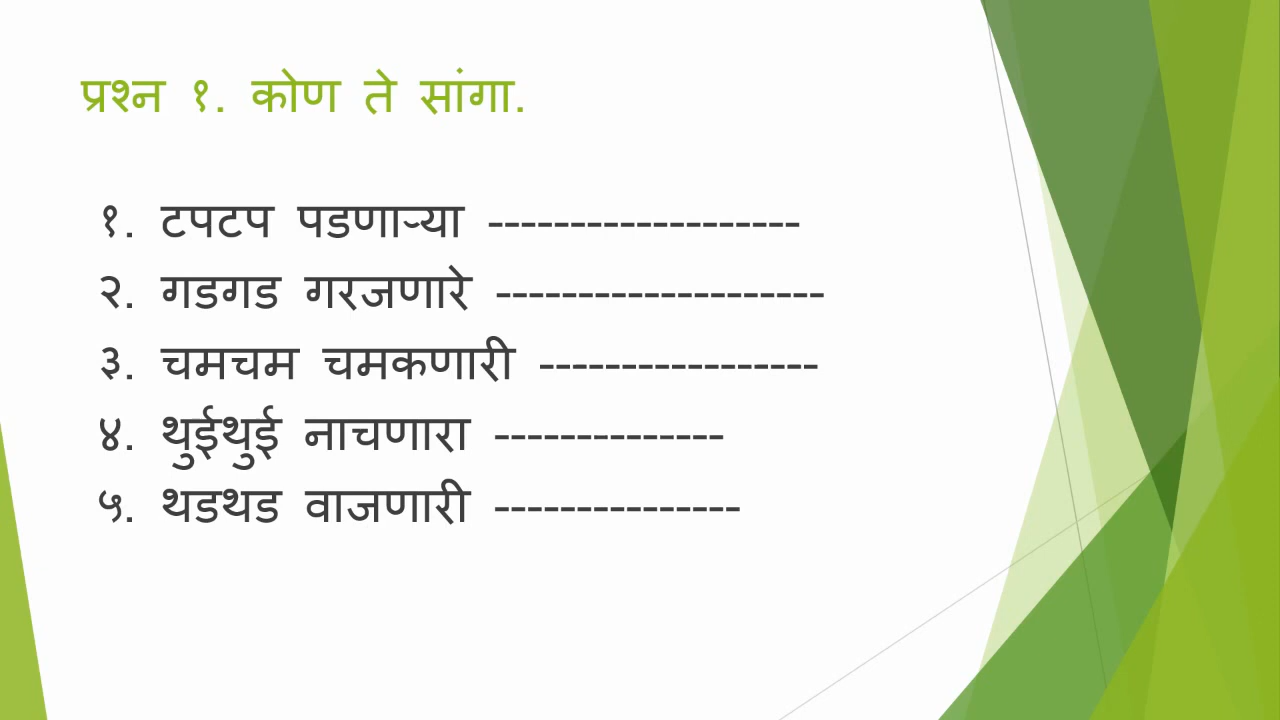 प्रश्न १. कोण ते सांगा.
१. टपटप पडणाऱ्या -------------------
२. गडगड गरजणारे --------------------
३. चमचम चमकणारी -----------------
४. थुईथुई नाचणारा --------------
५. थडथड वाजणारी ---------------